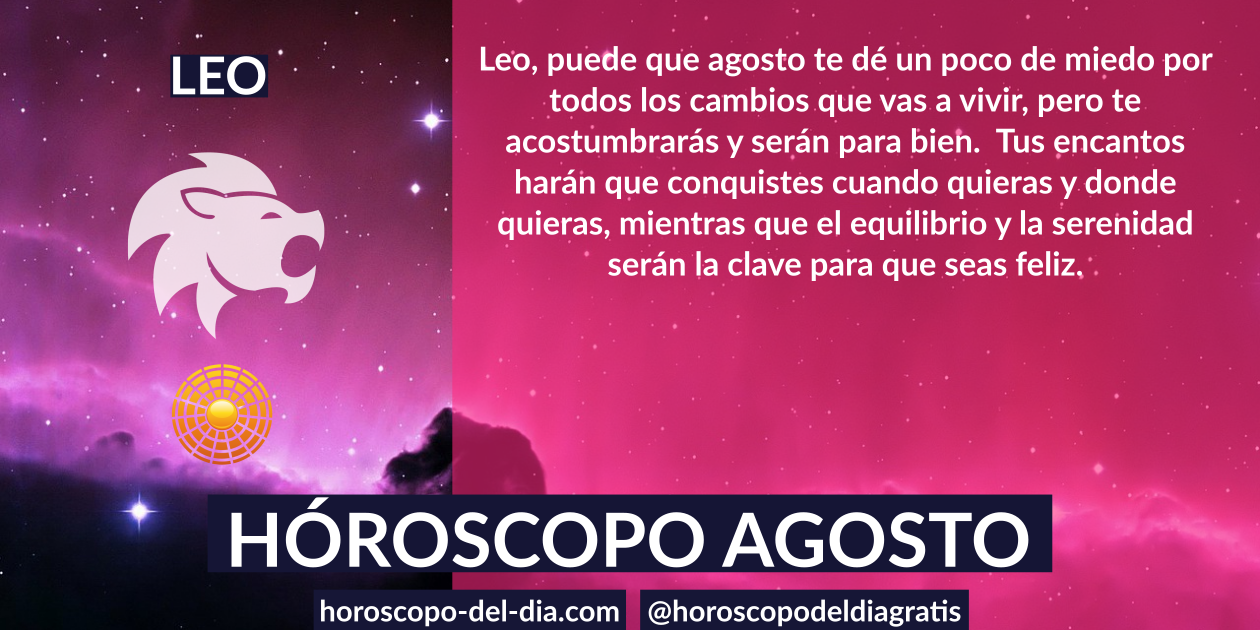 LEO
Leo, puede que agosto te dé un poco de miedo por
todos los cambios que vas a vivir, pero te
acostumbrarás y serán para bien.  Tus encantos
harán que conquistes cuando quieras y donde
quieras, mientras que el equilibrio y la serenidad
serán la clave para que seas feliz.
HÓROSCOPO AGOSTO
horoscopo-del-dia.com
@horoscopodeldiagratis